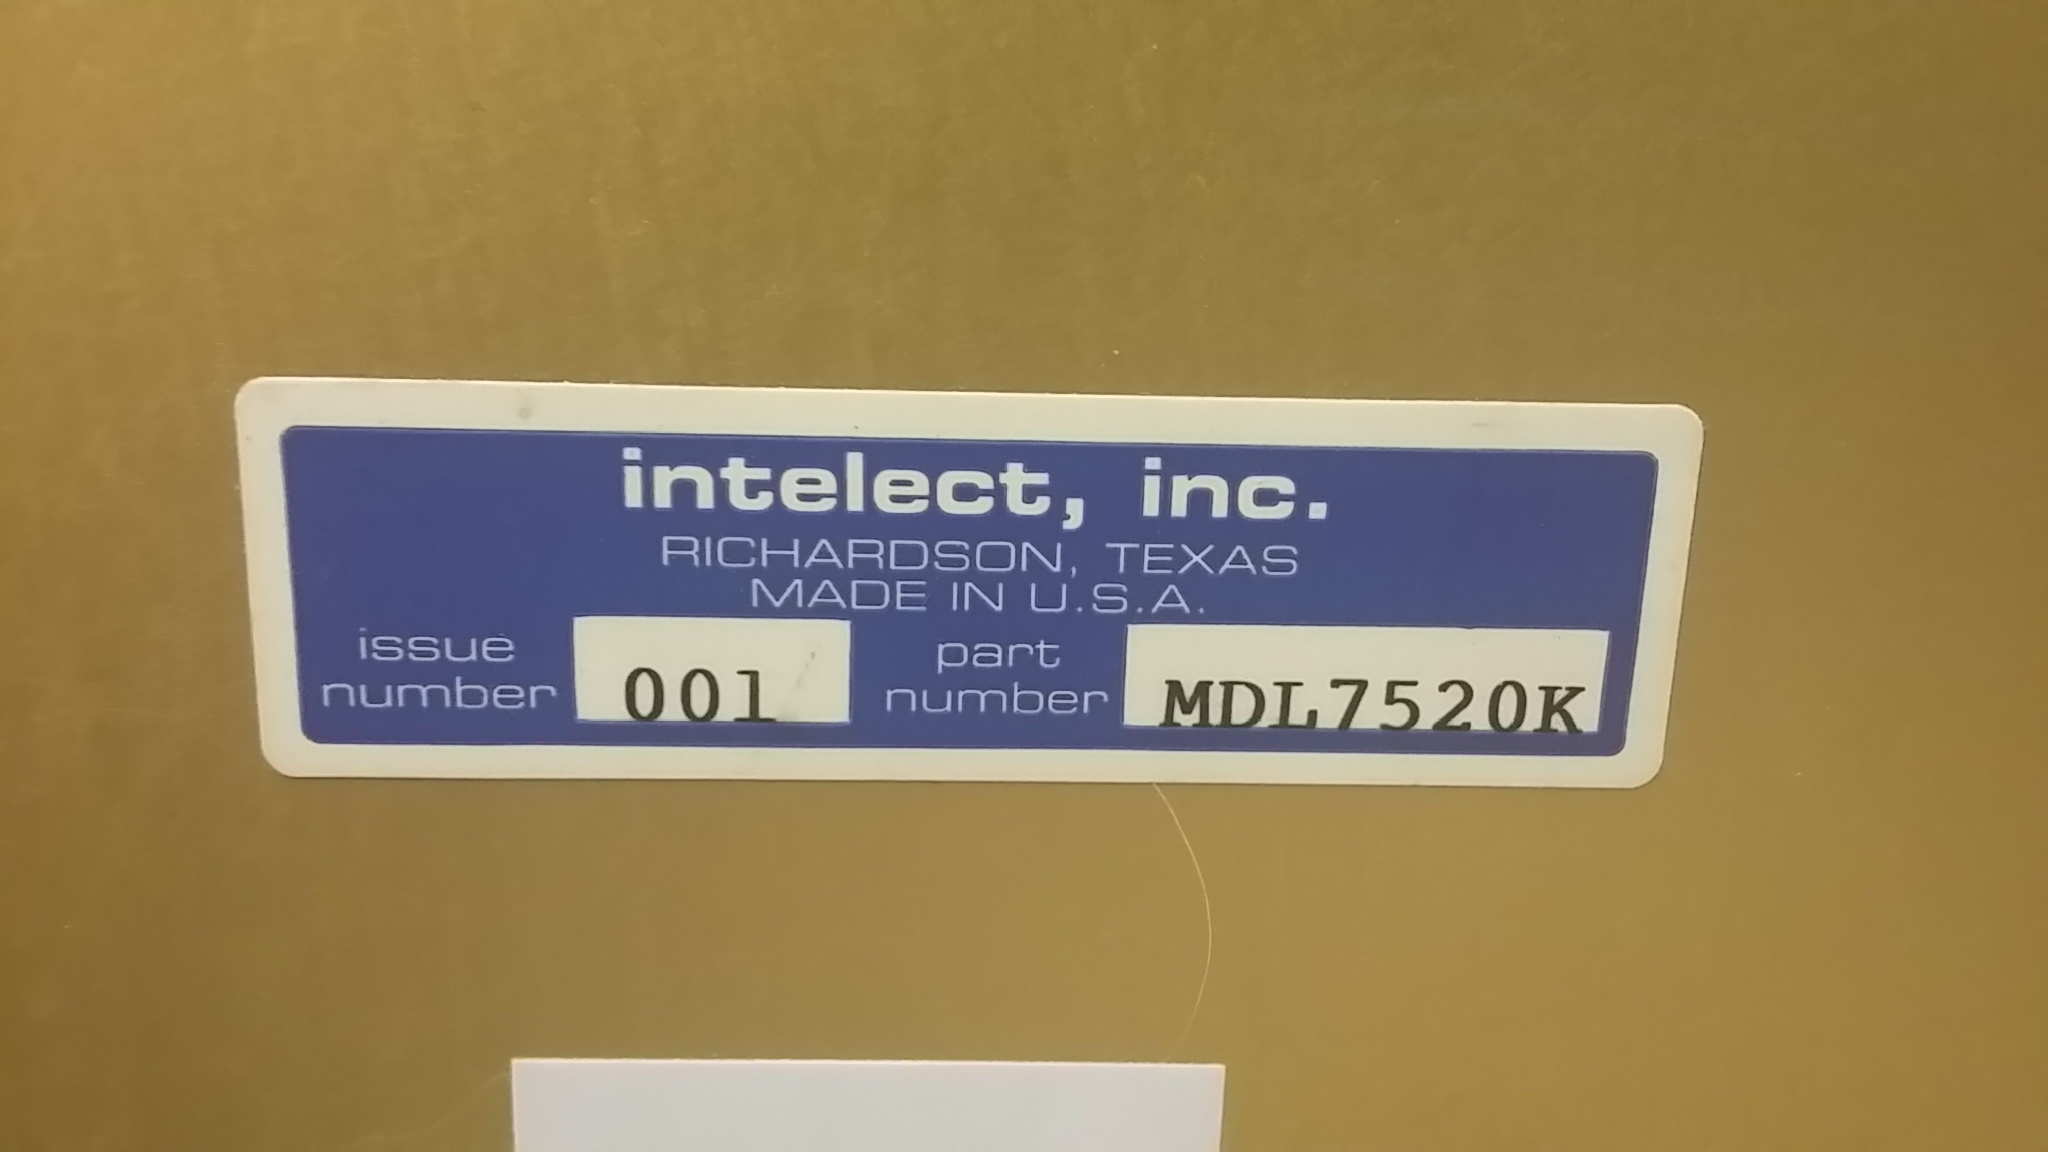 intelect, inc.
RICHARDSON, TEXAS
MADE IN U.S.A.
issue number 001 part number MDL7520K